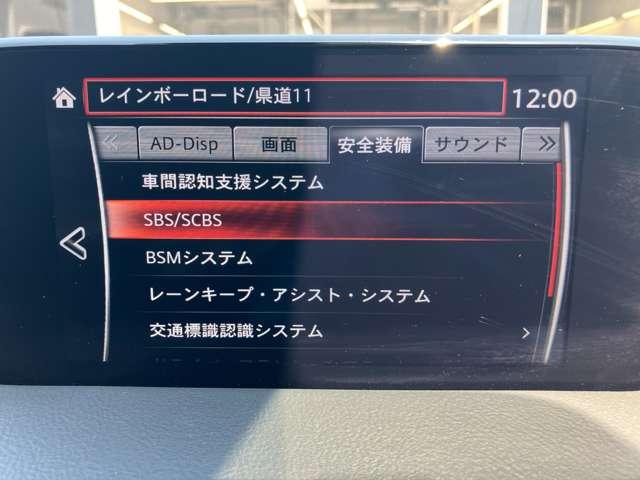 レインボーロード/県道11 12:00
AD-Disp 画面 安全装備 サウンド
車間認知支援システム
SBS/SCBS
BSMシステム
レーンキープ・アシスト・システム
交通標識認識システム